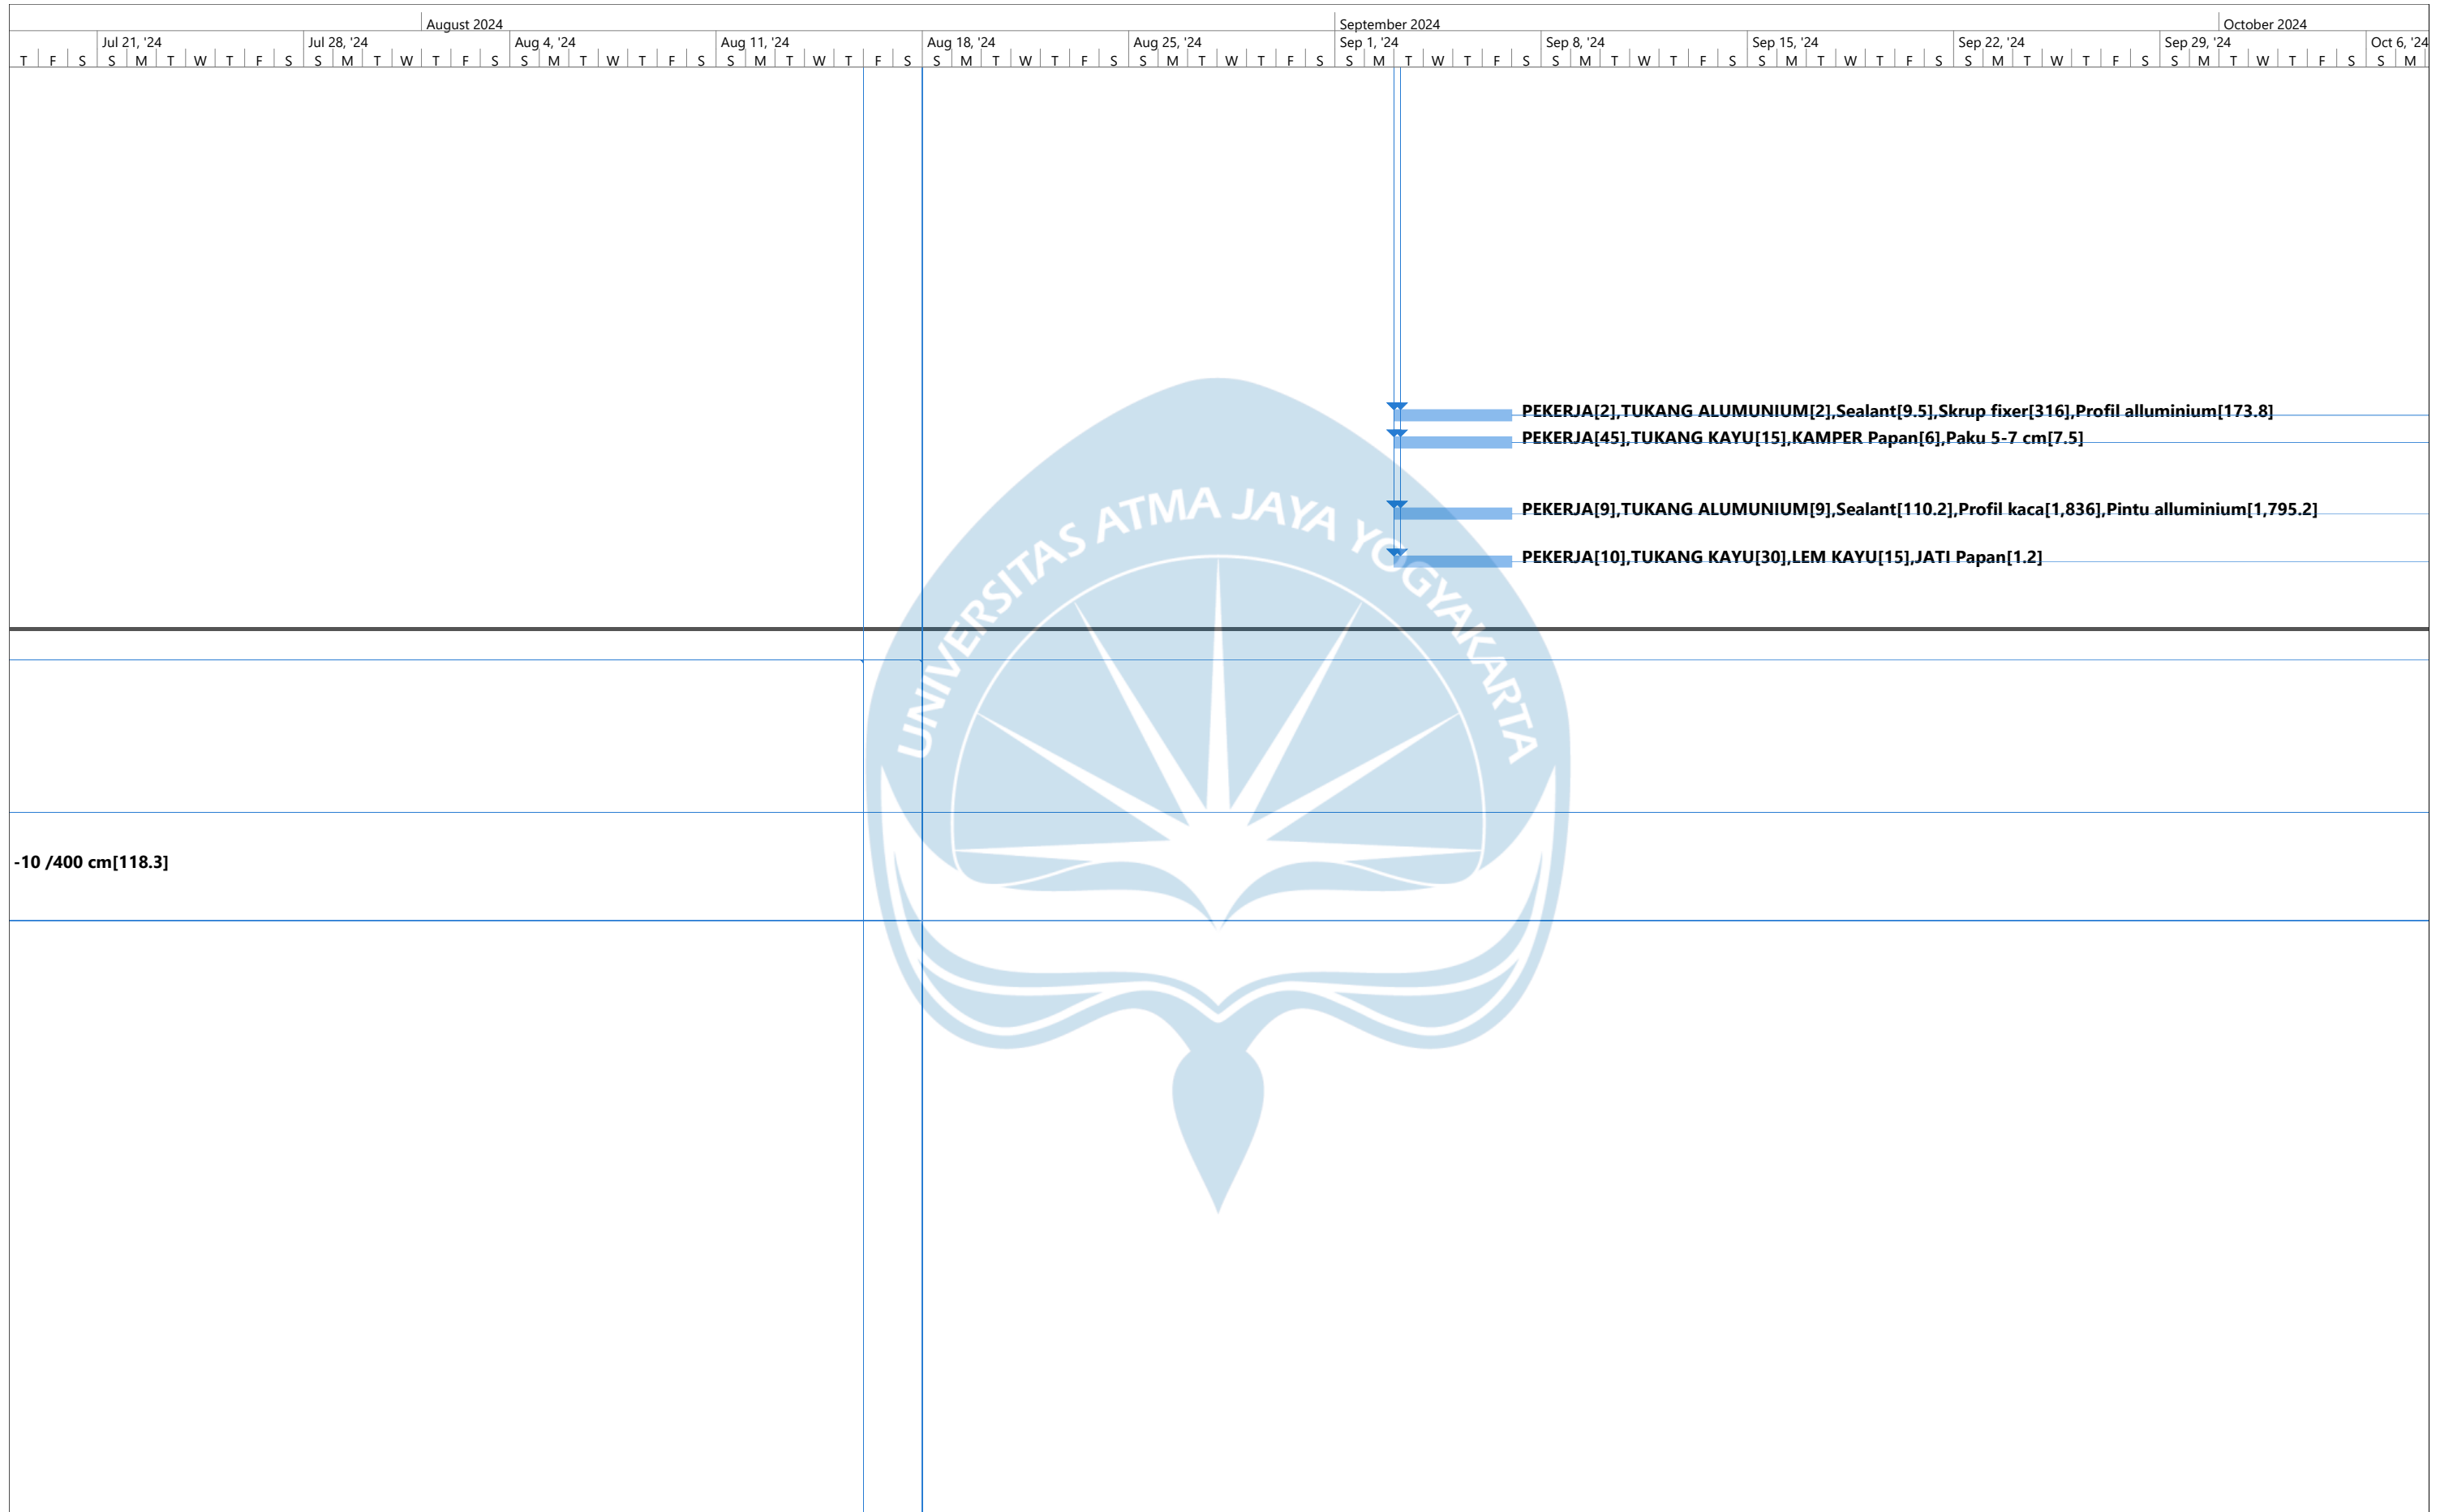 August 2024 September 2024 October 2024
Jul 21, '24 Jul 28, '24 Aug 4, '24 Aug 11, '24 Aug 18, '24 Aug 25, '24 Sep 1, '24 Sep 8, '24 Sep 15, '24 Sep 22, '24 Sep 29, '24 Oct 6, '24
T F S S M T W T F S S M T W T F S S M T W T F S S M T W T F S S M T W T F S S M T W T F S S M T W T F S S M T W T F S S M T W T F S S M T W T F S S M T W T F S S M
PEKERJA[2],TUKANG ALUMUNIUM[2],Sealant[9.5],Skrup fixer[316],Profil alluminium[173.8]
PEKERJA[45],TUKANG KAYU[15],KAMPER Papan[6],Paku 5-7 cm[7.5]
PEKERJA[9],TUKANG ALUMUNIUM[9],Sealant[110.2],Profil kaca[1,836],Pintu alluminium[1,795.2]
PEKERJA[10],TUKANG KAYU[30],LEM KAYU[15],JATI Papan[1.2]
UNIVERSITAS ATMA JAYA YOGYAKARTA
-10 /400 cm[118.3]